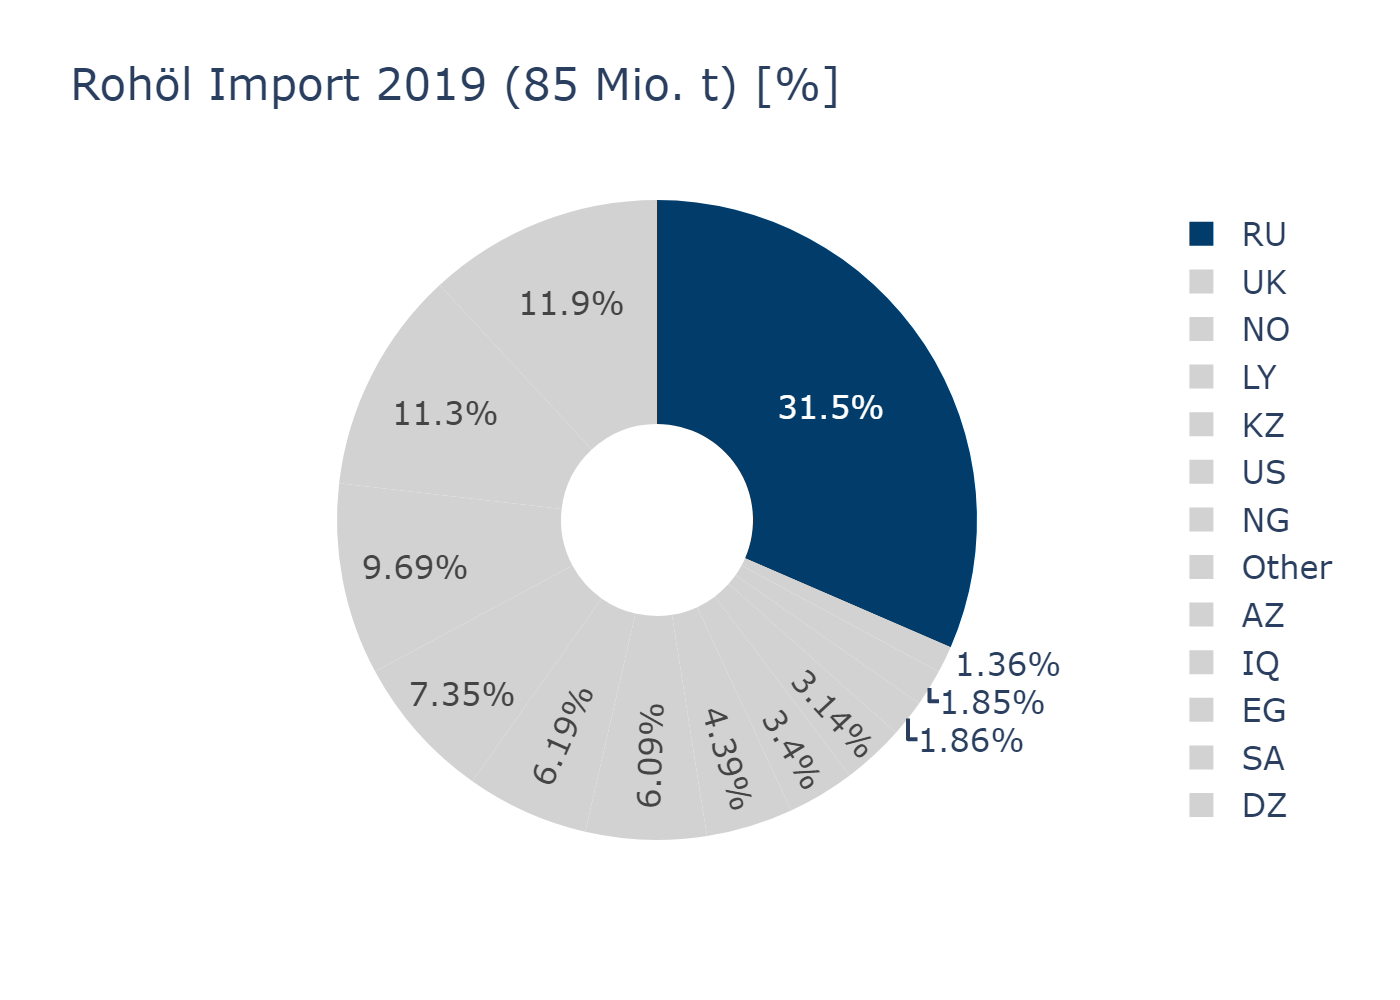 Rohöl Import 2019 (85 Mio. t) [%]
11.9%
31.5%
11.3%
9.69%
7.35%
6.19%
6.09%
4.39%
3.4%
3.14%
1.86%
1.85%
1.36%
RU
UK
NO
LY
KZ
US
NG
Other
AZ
IQ
EG
SA
DZ